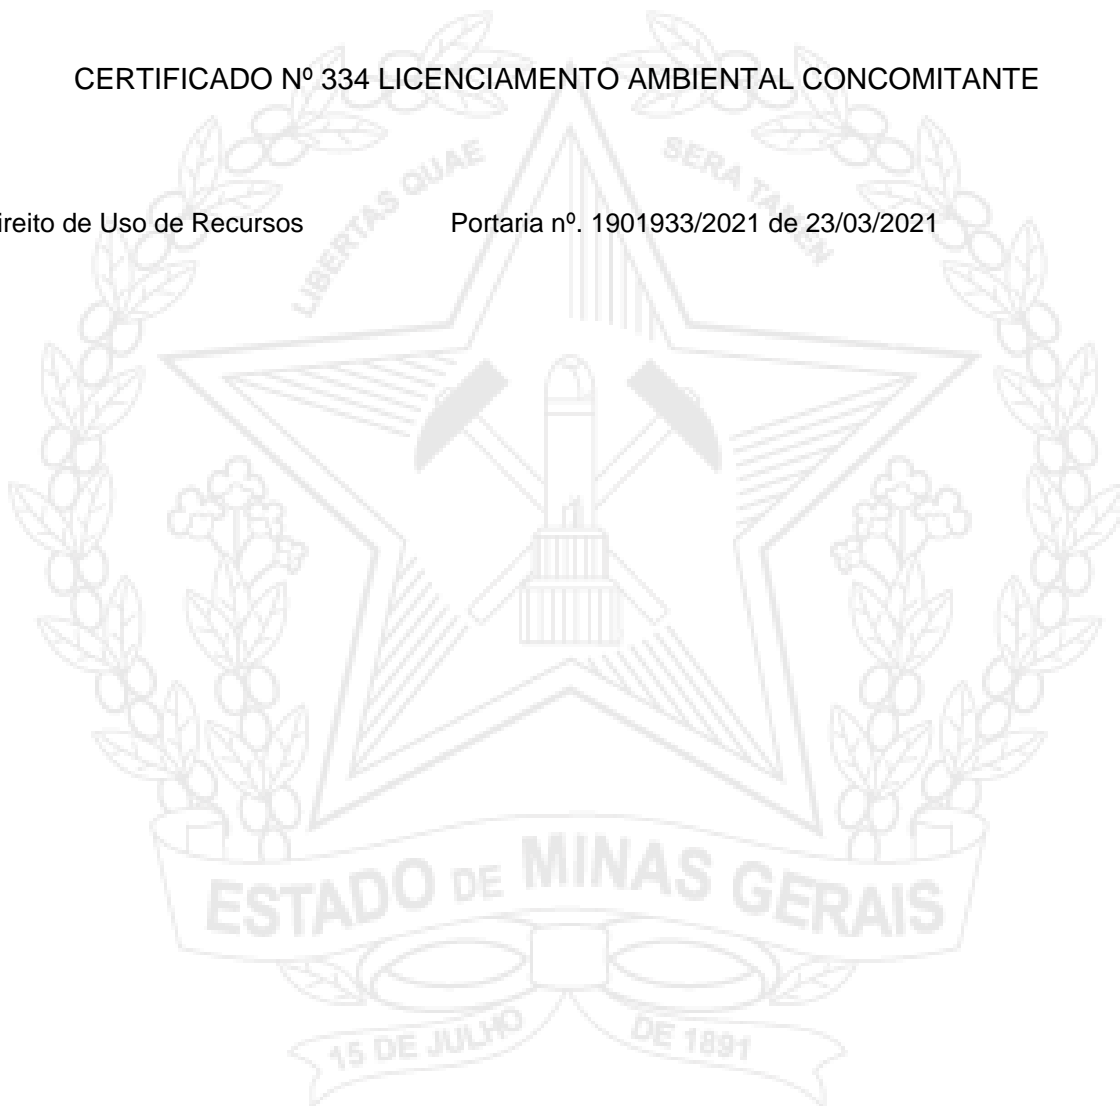 CERTIFICADO Nº 334 LICENCIAMENTO AMBIENTAL CONCOMITANTE
LIBERTAS QUAE SERA TAMEN
ireito de Uso de Recursos Portaria nº. 1901933/2021 de 23/03/2021
ESTADO DE MINAS GERAIS
15 DE JULHO DE 1891